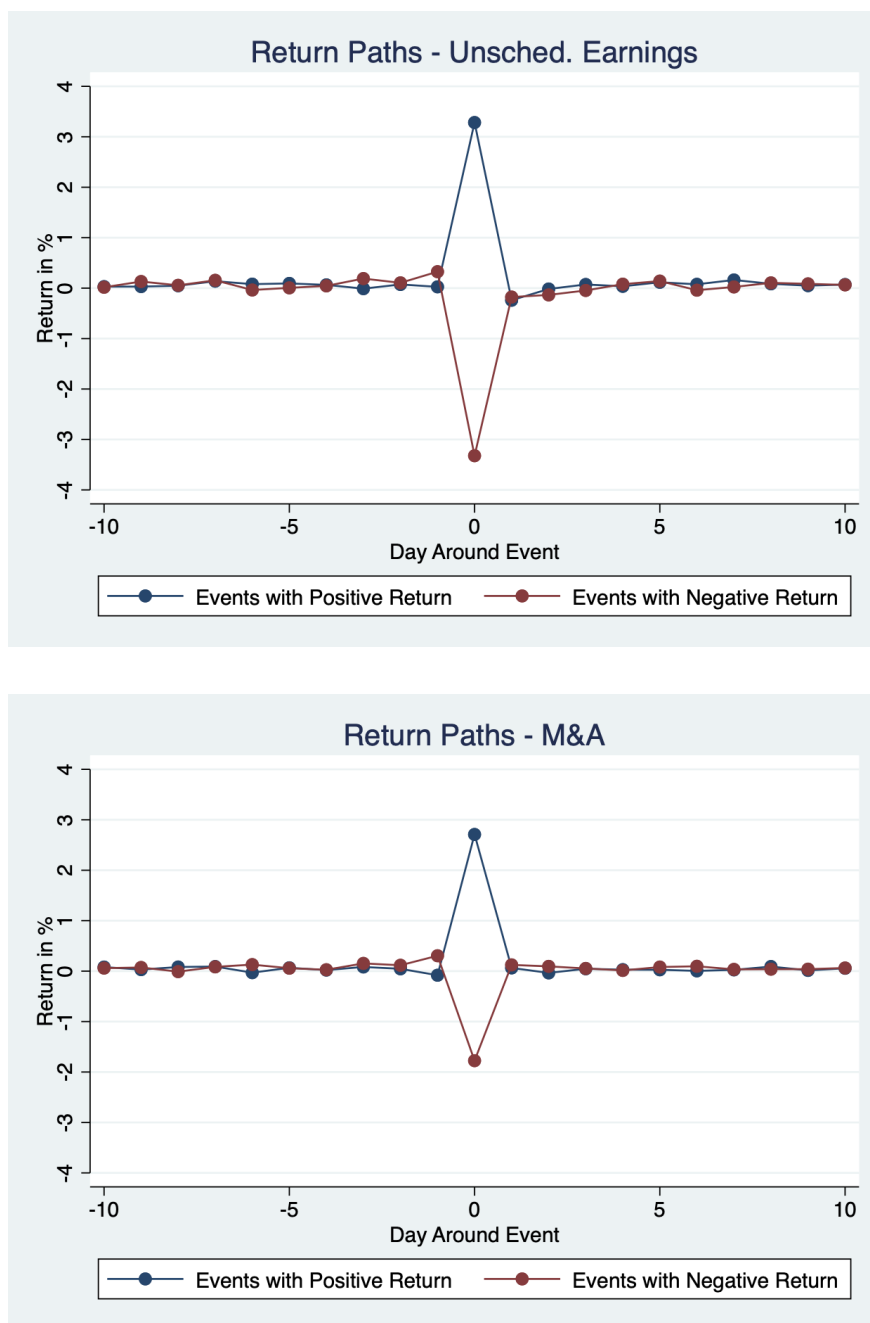 Return Paths - Unsched. Earnings
4
3
2
1
0
-1
-2
-3
-4
Return in %
-10 -5 0 5 10
Day Around Event
Events with Positive Return Events with Negative Return
Return Paths - M&A
4
3
2
1
0
-1
-2
-3
-4
Return in %
-10 -5 0 5 10
Day Around Event
Events with Positive Return Events with Negative Return